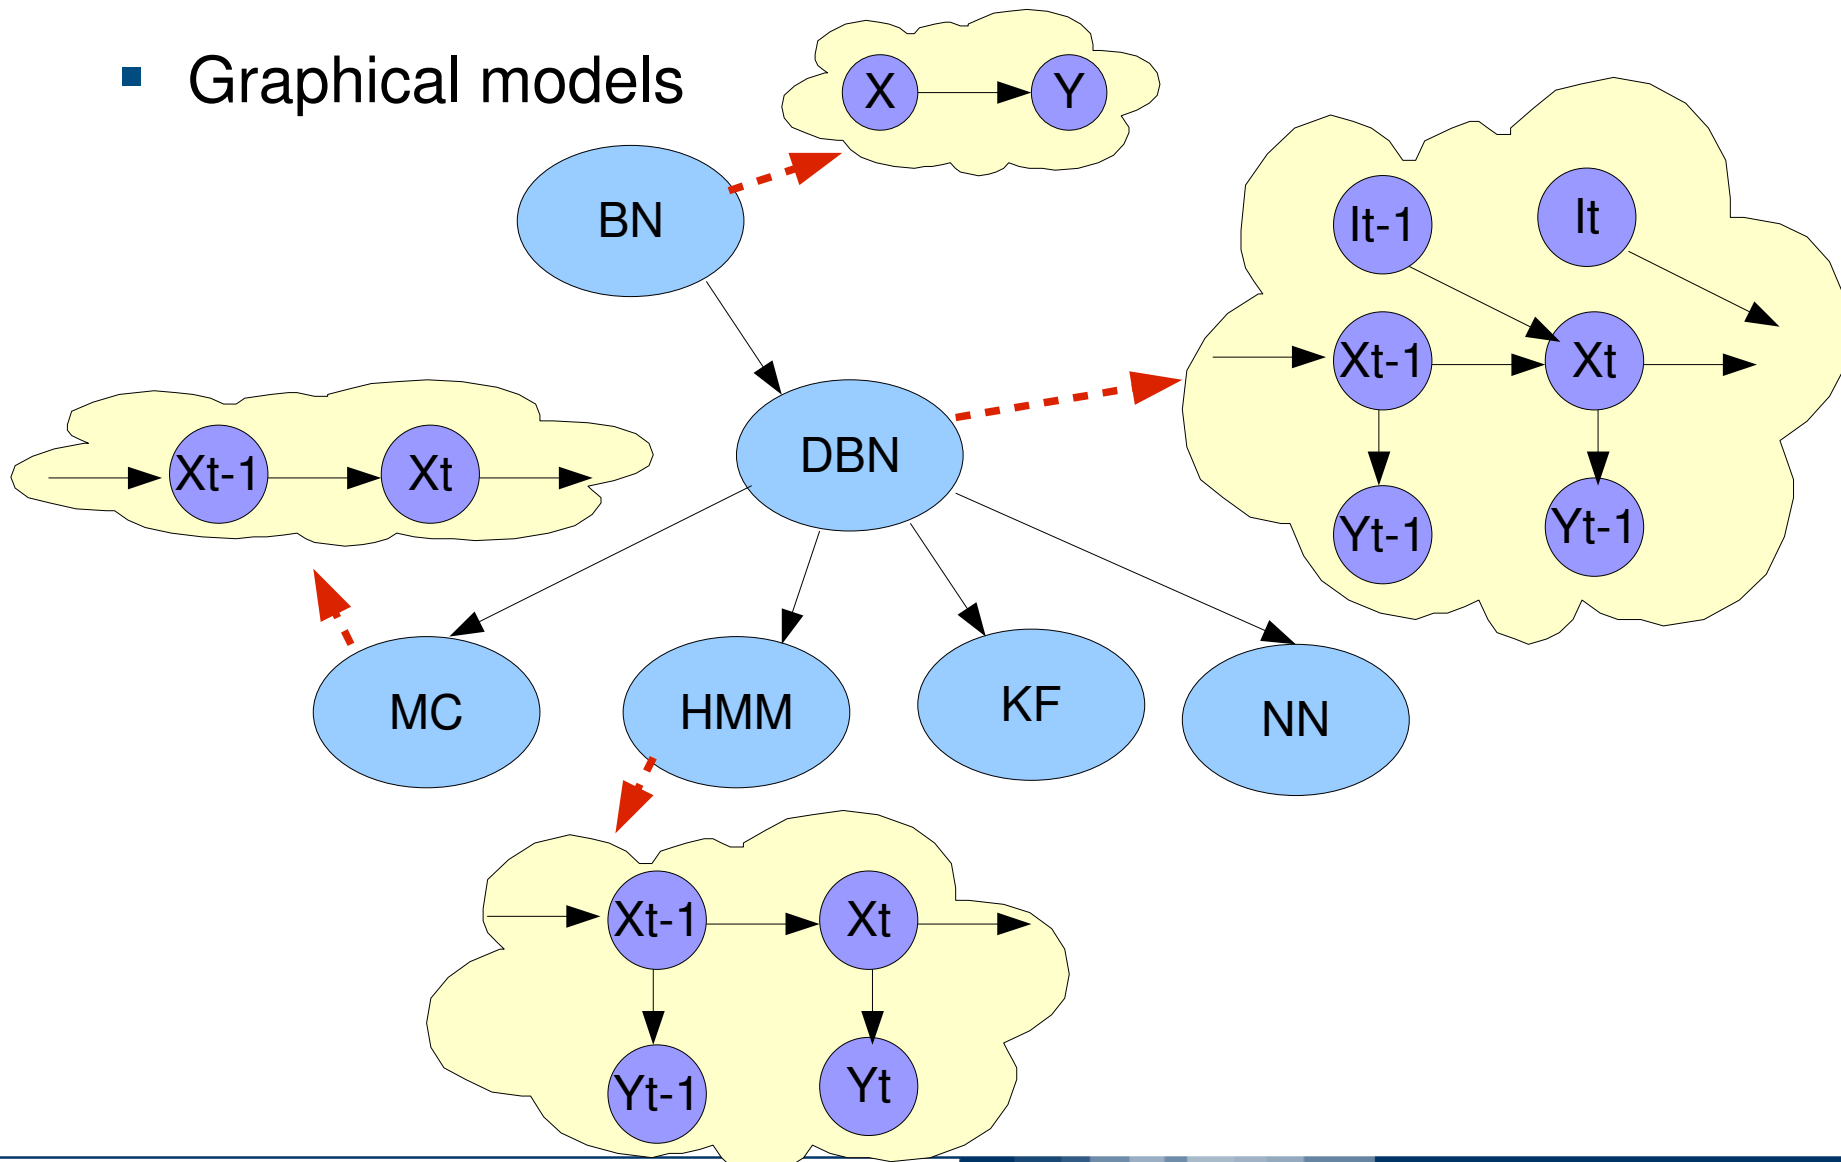 ▪ Graphical models
X
Y
BN
It-1
It
Xt-1
Xt
Xt-1
Xt
DBN
Yt-1
Yt-1
MC
HMM
KF
NN
Xt-1
Xt
Yt-1
Yt